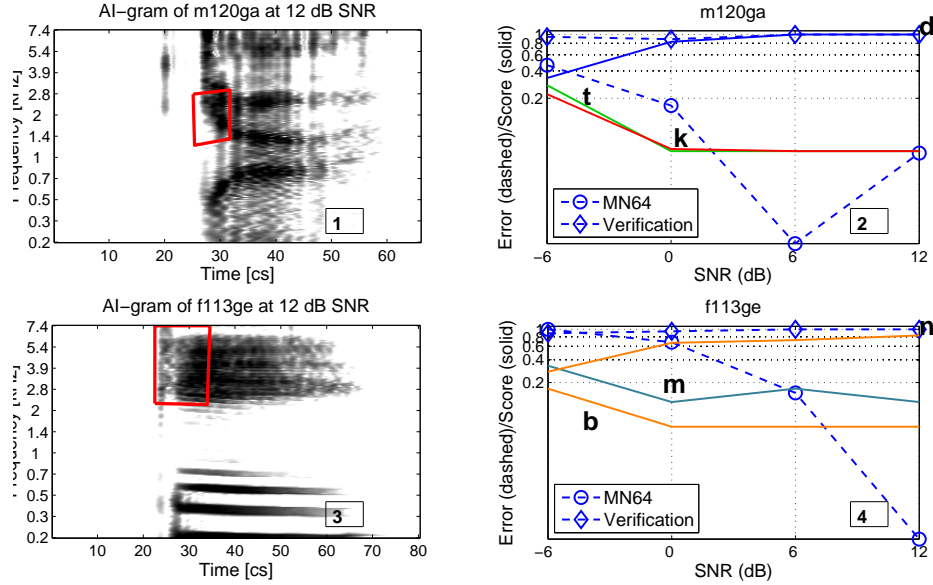 AI−gram of m120ga at 12 dB SNR
7.4
5.4
3.9
2.8
2
1.4
1
0.7
0.5
0.3
0.2
1
10 20 30 40 50 60
Time [cs]
m120ga
Error (dashed)/Score (solid)
1
0.8
0.6
0.4
0.2
d
t
k
MN64
Verification
2
−6 0 6 12
SNR (dB)
AI−gram of f113ge at 12 dB SNR
7.4
5.4
3.9
2.8
2
1.4
1
0.7
0.5
0.3
0.2
3
10 20 30 40 50 60 70 80
Time [cs]
f113ge
Error (dashed)/Score (solid)
1
0.8
0.6
0.4
0.2
m
b
MN64
Verification
4
−6 0 6 12
SNR (dB)